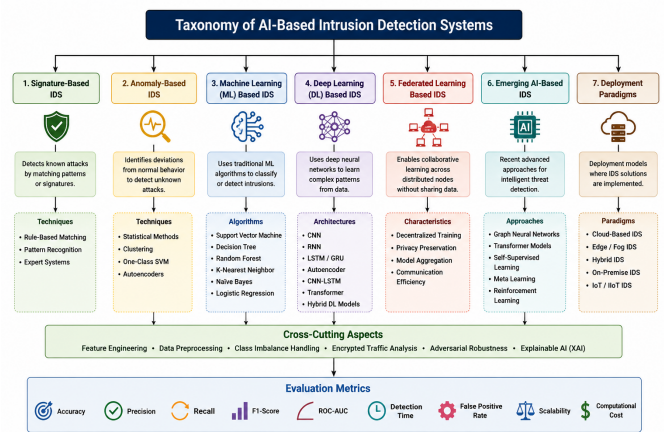 Taxonomy of AI-Based Intrusion Detection Systems
1. Signature-Based
IDS
Detects known attacks
by matching patterns
or signatures.
Techniques
• Rule-Based Matching
• Pattern Recognition
• Expert Systems
2. Anomaly-Based
IDS
Identifies deviations
from normal behavior
to detect unknown
attacks.
Techniques
• Statistical Methods
• Clustering
• One-Class SVM
• Autoencoders
3. Machine Learning
(ML) Based IDS
Uses traditional ML
algorithms to classify
or detect intrusions.
Algorithms
• Support Vector Machine
• Decision Tree
• Random Forest
• K-Nearest Neighbor
• Naïve Bayes
• Logistic Regression
4. Deep Learning
(DL) Based IDS
Uses deep neural
networks to learn
complex patterns
from data.
Architectures
• CNN
• RNN
• LSTM / GRU
• Autoencoder
• CNN-LSTM
• Transformer
• Hybrid DL Models
5. Federated Learning
Based IDS
Enables collaborative
learning across
distributed nodes
without sharing data.
Characteristics
• Decentralized Training
• Privacy Preservation
• Model Aggregation
• Communication
Efficiency
6. Emerging AI-Based
IDS
AI
Recent advanced
approaches for
intelligent threat
detection.
Approaches
• Graph Neural Networks
• Transformer Models
• Self-Supervised
Learning
• Meta Learning
• Reinforcement
Learning
7. Deployment
Paradigms
Deployment models
where IDS solutions
are implemented.
Paradigms
• Cloud-Based IDS
• Edge / Fog IDS
• Hybrid IDS
• On-Premise IDS
• IoT / IIoT IDS
Cross-Cutting Aspects
Feature Engineering • Data Preprocessing • Class Imbalance Handling • Encrypted Traffic Analysis • Adversarial Robustness • Explainable AI (XAI)
Evaluation Metrics
Accuracy
Precision
Recall
F1-Score
ROC-AUC
Detection
Time
False Positive
Rate
Scalability
$ Computational
Cost